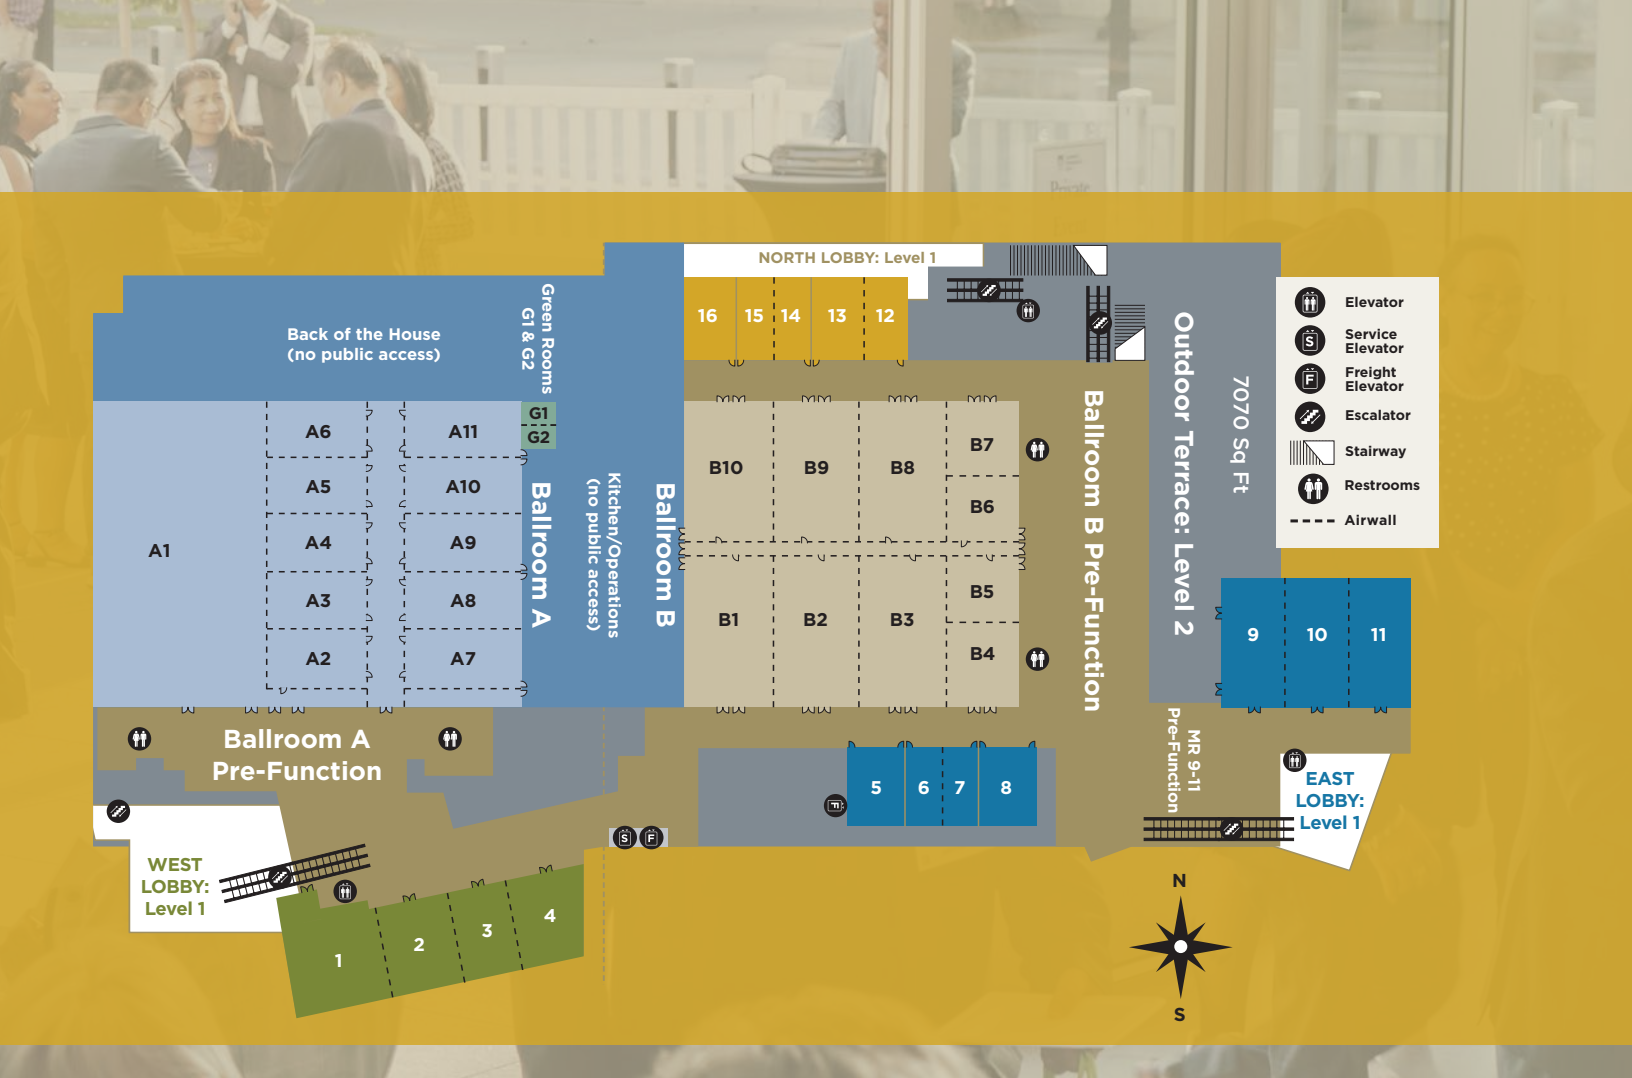 Private
NORTH LOBBY: Level 1
16
15
14
13
12
Back of the House
(no public access)
Green Rooms
G1 & G2
G1
G2
A1
A6
A5
A4
A3
A2
A11
A10
A9
A8
A7
Ballroom A
Kitchen/Operations
(no public access)
Ballroom B
B10
B9
B8
B7
B6
B1
B2
B3
B5
B4
Ballroom B Pre-Function
Outdoor Terrace: Level 2
7070 Sq Ft
Elevator
S
Service
Elevator
F
Freight
Elevator
Escalator
Stairway
Restrooms
Airwall
9
10
11
MR 9-11
Pre-Function
Ballroom A
Pre-Function
5
6
7
8
F
S
F
EAST
LOBBY:
Level 1
WEST
LOBBY:
Level 1
1
2
3
4
N
S